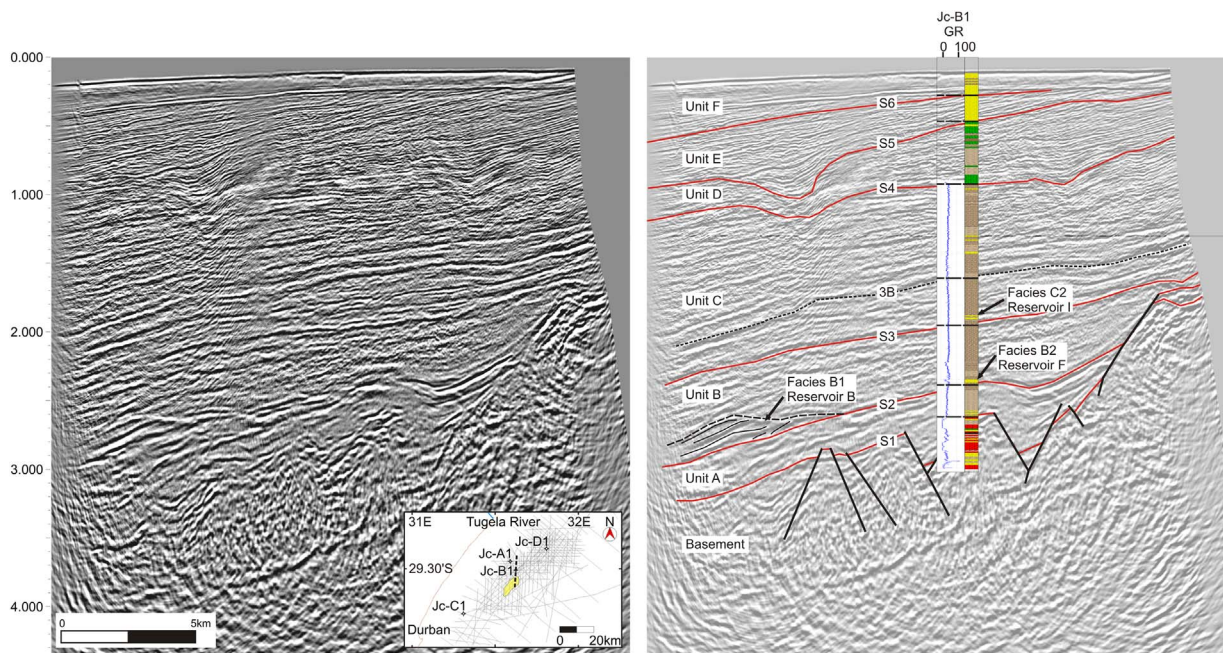 Jc-B1
GR
0 100
0.000
1.000
2.000
3.000
4.000
0 5km
31E Tugela River 32E N
Jc-D1
Jc-A1
29.30'S
Jc-B1
Jc-C1
Durban
0 20km
Unit F
S6
Unit E
S5
Unit D
S4
Unit C
3B
Facies C2
Reservoir I
S3
Facies B2
Reservoir F
Unit B
Facies B1
Reservoir B
S2
S1
Unit A
Basement